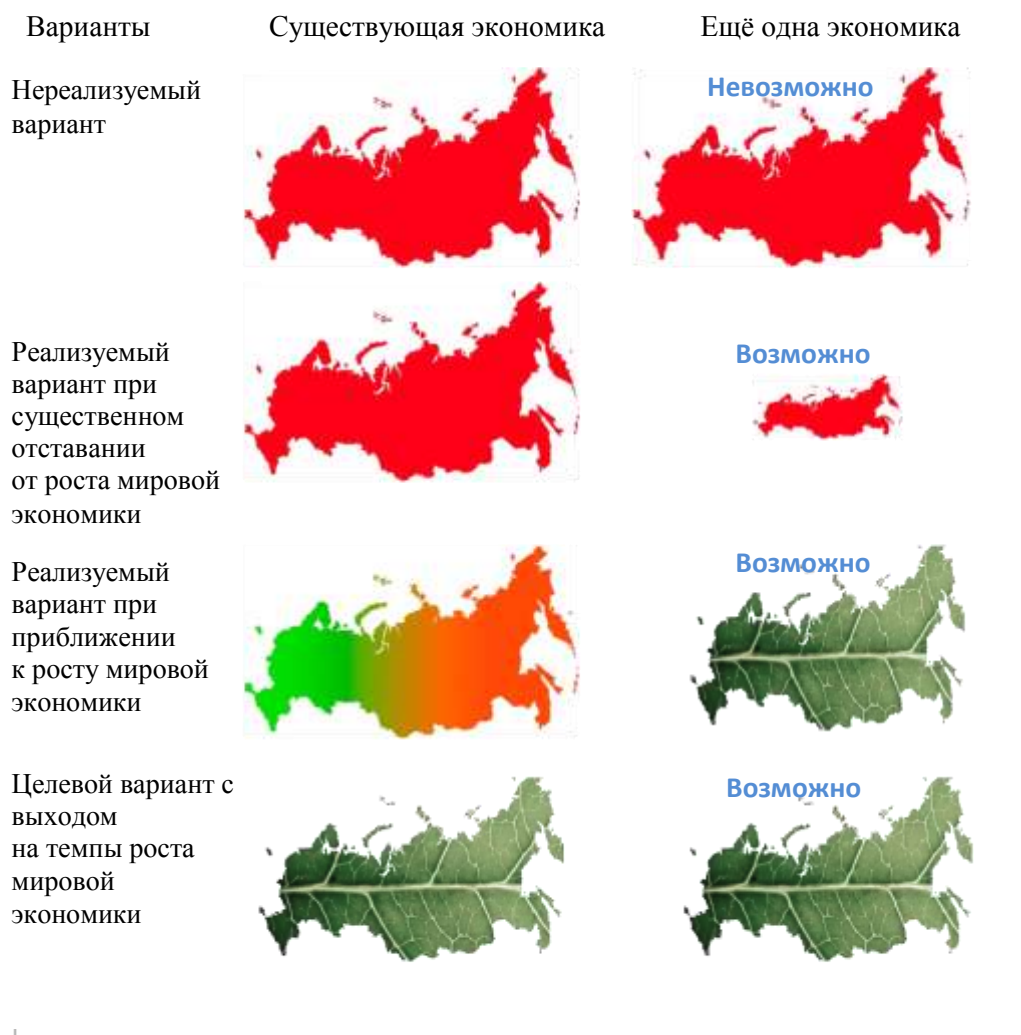 Варианты Существующая экономика Ещё одна экономика
Нереализуемый
вариант
Невозможно
Реализуемый
вариант при
существенном
отставании
от роста мировой
экономики
Возможно
Реализуемый
вариант при
приближении
к росту мировой
экономики
Возможно
Целевой вариант с
выходом
на темпы роста
мировой
экономики
Возможно